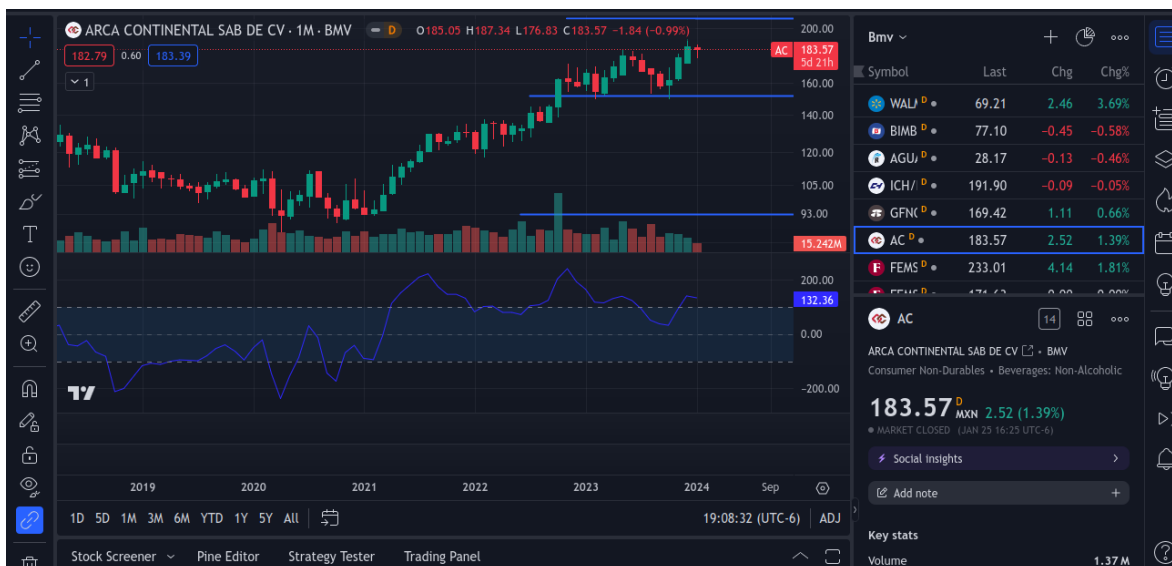 ARCA CONTINENTAL SAB DE CV · 1M · BMV D O185.05 H187.34 L176.83 C183.57 −1.84 (−0.99%)
182.79 0.60 183.39
1
200.00
AC 183.57
5d 21h
160.00
140.00
120.00
105.00
93.00
15.242M
200.00
132.36
0.00
−200.00
2019 2020 2021 2022 2023 2024 Sep
1D 5D 1M 3M 6M YTD 1Y 5Y All 19:08:32 (UTC-6) ADJ
Stock Screener Pine Editor Strategy Tester Trading Panel
Bmv
Symbol Last Chg Chg%
WALM D 69.21 2.46 3.69%
BIMB D 77.10 −0.45 −0.58%
AGU D 28.17 −0.13 −0.46%
ICH/ D 191.90 −0.09 −0.05%
GFN D 169.42 1.11 0.66%
AC D 183.57 2.52 1.39%
FEMS D 233.01 4.14 1.81%
AC 14
ARCA CONTINENTAL SAB DE CV • BMV
Consumer Non-Durables • Beverages: Non-Alcoholic
183.57 D MXN 2.52 (1.39%)
MARKET CLOSED (JAN 25 16:25 UTC-6)
Social insights
Add note
Key stats
Volume 1.37 M